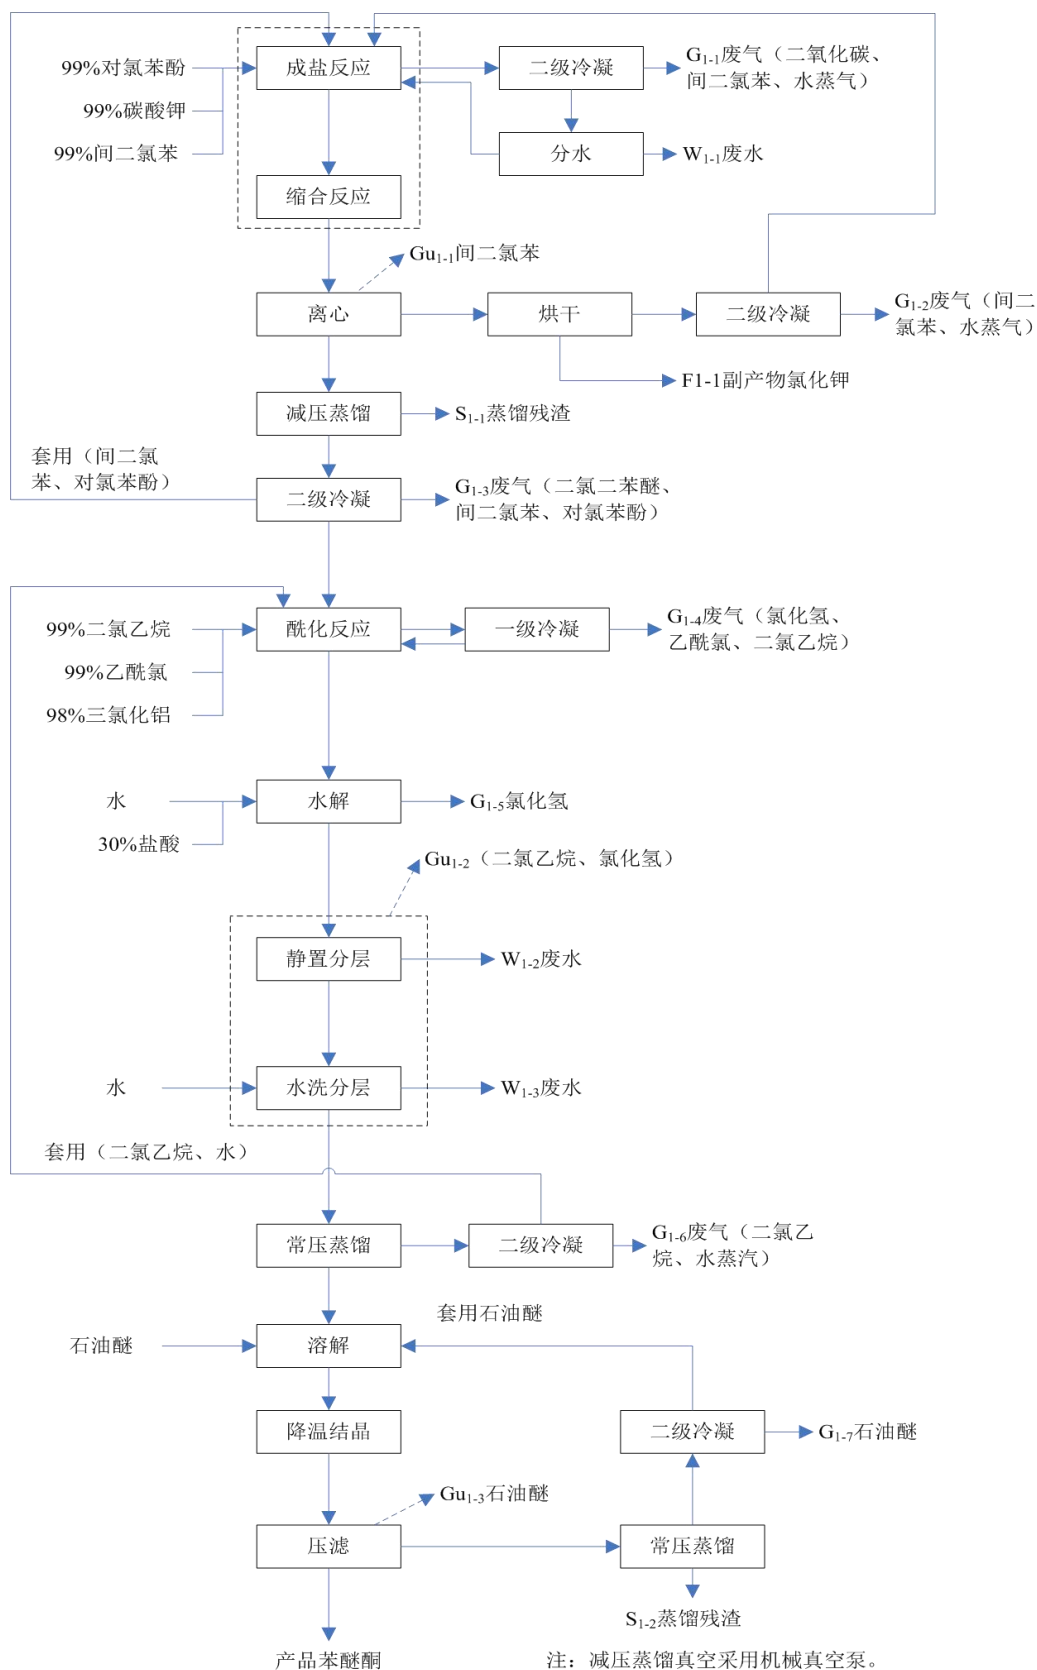 99%对氯苯酚
99%碳酸钾
99%间二氯苯
成盐反应
二级冷凝
G1-1废气（二氧化碳、
间二氯苯、水蒸气）
分水
W1-1废水
缩合反应
Gu1-1间二氯苯
离心
烘干
二级冷凝
G1-2废气（间二
氯苯、水蒸气）
F1-1副产物氯化钾
减压蒸馏
S1-1蒸馏残渣
套用（间二氯
苯、对氯苯酚）
二级冷凝
G1-3废气（二氯二苯醚、
间二氯苯、对氯苯酚）
99%二氯乙烷
99%乙酰氯
98%三氯化铝
酰化反应
一级冷凝
G1-4废气（氯化氢、
乙酰氯、二氯乙烷）
水
30%盐酸
水解
G1-5氯化氢
Gu1-2（二氯乙烷、氯化氢）
静置分层
W1-2废水
水
水洗分层
W1-3废水
套用（二氯乙烷、水）
常压蒸馏
二级冷凝
G1-6废气（二氯乙
烷、水蒸汽）
套用石油醚
石油醚
溶解
降温结晶
二级冷凝
G1-7石油醚
Gu1-3石油醚
压滤
常压蒸馏
S1-2蒸馏残渣
产品苯醚酮
注：减压蒸馏真空采用机械真空泵。